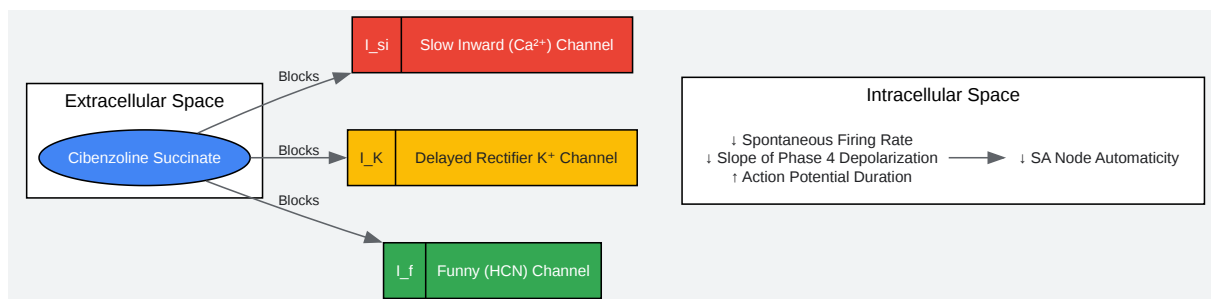 I_si Slow Inward (Ca²⁺) Channel
Blocks
Extracellular Space
Cibenzoline Succinate
Blocks
I_K Delayed Rectifier K⁺ Channel
Blocks
I_f Funny (HCN) Channel
Intracellular Space
↓ Spontaneous Firing Rate
↓ Slope of Phase 4 Depolarization
↑ Action Potential Duration
↓ SA Node Automaticity